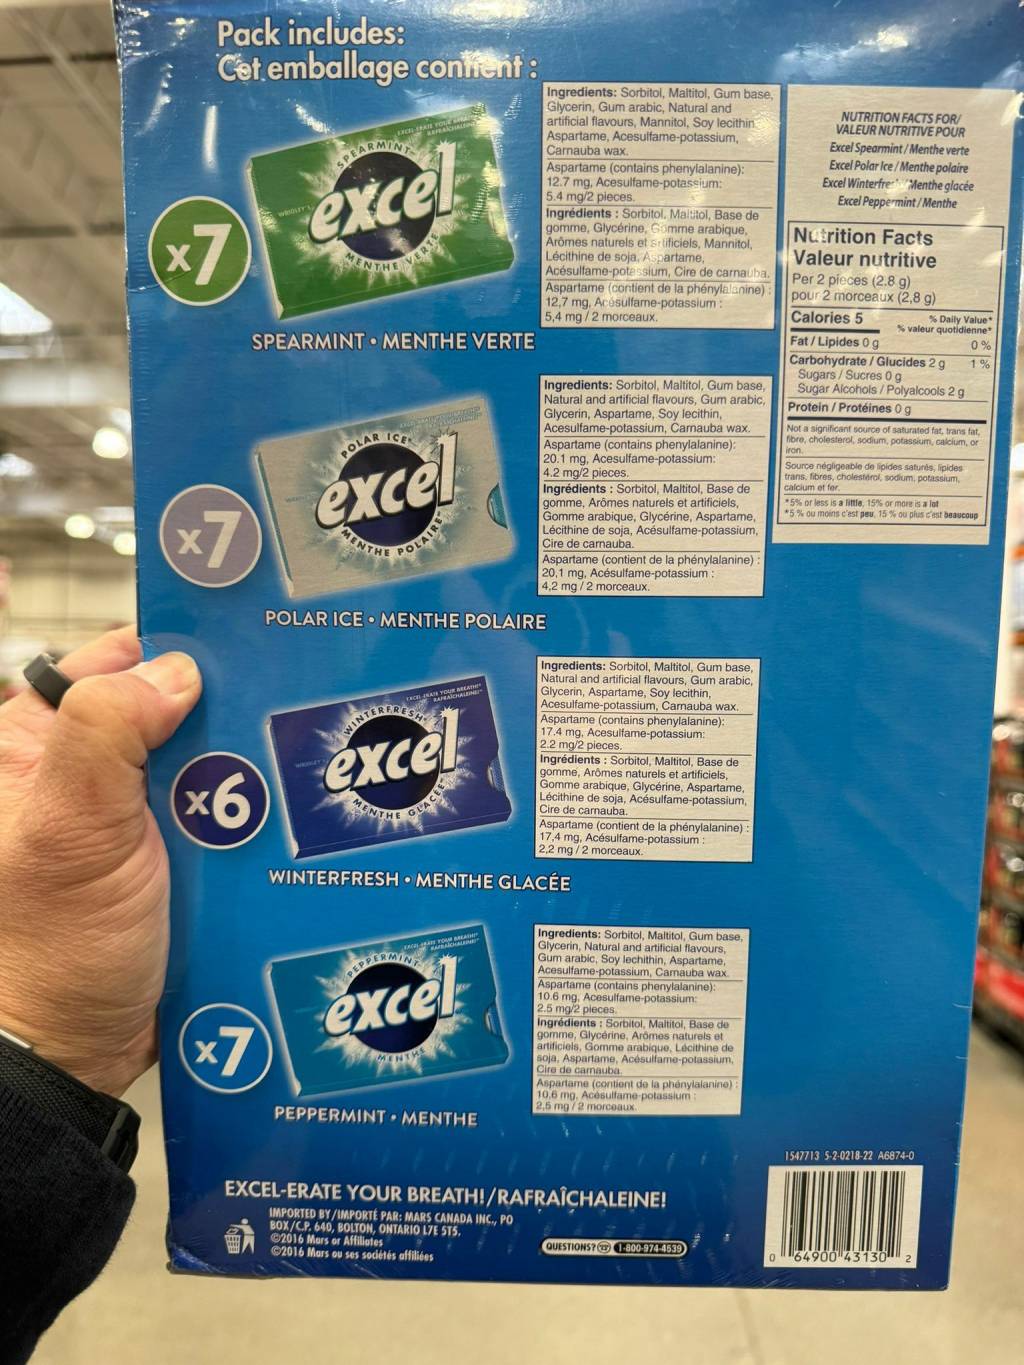 Pack includes:
Cet emballage contient :
EXCEL-ERATE YOUR BREATH!
RAFRAÎCHALEINE!
SPEARMINT
WRIGLEY'S
excel
MENTHE VERTE
x7
SPEARMINT • MENTHE VERTE
Ingredients: Sorbitol, Maltitol, Gum base,
Glycerin, Gum arabic, Natural and
artificial flavours, Mannitol, Soy lecithin,
Aspartame, Acesulfame-potassium,
Carnauba wax.
Aspartame (contains phenylalanine):
12.7 mg, Acesulfame-potassium:
5.4 mg/2 pieces.
Ingrédients : Sorbitol, Maltitol, Base de
gomme, Glycérine, Gomme arabique,
Arômes naturels et artificiels, Mannitol,
Lécithine de soja, Aspartame,
Acésulfame-potassium, Cire de carnauba.
Aspartame (contient de la phénylalanine) :
12,7 mg, Acésulfame-potassium :
5,4 mg / 2 morceaux.
NUTRITION FACTS FOR/
VALEUR NUTRITIVE POUR
Excel Spearmint / Menthe verte
Excel Polar Ice / Menthe polaire
Excel Winterfresh / Menthe glacée
Excel Peppermint / Menthe
Nutrition Facts
Valeur nutritive
Per 2 pieces (2.8 g)
pour 2 morceaux (2,8 g)
Calories 5
% Daily Value*
% valeur quotidienne*
Fat / Lipides 0 g 0 %
Carbohydrate / Glucides 2 g 1 %
Sugars / Sucres 0 g
Sugar Alcohols / Polyalcools 2 g
Protein / Protéines 0 g
Not a significant source of saturated fat, trans fat,
fibre, cholesterol, sodium, potassium, calcium, or
iron.
Source négligeable de lipides saturés, lipides
trans, fibres, cholestérol, sodium, potassium,
calcium et fer.
*5% or less is a little, 15% or more is a lot
*5 % ou moins c'est peu, 15 % ou plus c'est beaucoup
POLAR ICE
excel
MENTHE POLAIRE
x7
POLAR ICE • MENTHE POLAIRE
Ingredients: Sorbitol, Maltitol, Gum base,
Natural and artificial flavours, Gum arabic,
Glycerin, Aspartame, Soy lecithin,
Acesulfame-potassium, Carnauba wax.
Aspartame (contains phenylalanine):
20.1 mg, Acesulfame-potassium:
4.2 mg/2 pieces.
Ingrédients : Sorbitol, Maltitol, Base de
gomme, Arômes naturels et artificiels,
Gomme arabique, Glycérine, Aspartame,
Lécithine de soja, Acésulfame-potassium,
Cire de carnauba.
Aspartame (contient de la phénylalanine) :
20,1 mg, Acésulfame-potassium :
4,2 mg / 2 morceaux.
EXCEL-ERATE YOUR BREATH!
RAFRAÎCHALEINE!
WINTERFRESH
WRIGLEY'S
excel
MENTHE GLACÉE
x6
WINTERFRESH • MENTHE GLACÉE
Ingredients: Sorbitol, Maltitol, Gum base,
Natural and artificial flavours, Gum arabic,
Glycerin, Aspartame, Soy lecithin,
Acesulfame-potassium, Carnauba wax.
Aspartame (contains phenylalanine):
17.4 mg, Acesulfame-potassium:
2.2 mg/2 pieces.
Ingrédients : Sorbitol, Maltitol, Base de
gomme, Arômes naturels et artificiels,
Gomme arabique, Glycérine, Aspartame,
Lécithine de soja, Acésulfame-potassium,
Cire de carnauba.
Aspartame (contient de la phénylalanine) :
17,4 mg, Acésulfame-potassium :
2,2 mg / 2 morceaux.
EXCEL-ERATE YOUR BREATH!
RAFRAÎCHALEINE!
PEPPERMINT
excel
MENTHE
x7
PEPPERMINT • MENTHE
Ingredients: Sorbitol, Maltitol, Gum base,
Glycerin, Natural and artificial flavours,
Gum arabic, Soy lechithin, Aspartame,
Acesulfame-potassium, Carnauba wax.
Aspartame (contains phenylalanine):
10.6 mg, Acesulfame-potassium:
2.5 mg/2 pieces.
Ingrédients : Sorbitol, Maltitol, Base de
gomme, Glycérine, Arômes naturels et
artificiels, Gomme arabique, Lécithine de
soja, Aspartame, Acésulfame-potassium,
Cire de carnauba.
Aspartame (contient de la phénylalanine) :
10,6 mg, Acésulfame-potassium :
2,5 mg / 2 morceaux.
EXCEL-ERATE YOUR BREATH!/RAFRAÎCHALEINE!
IMPORTED BY/IMPORTÉ PAR: MARS CANADA INC., PO
BOX/C.P. 640, BOLTON, ONTARIO L7E 5T5.
©2016 Mars or Affiliates
©2016 Mars ou ses sociétés affiliées
QUESTIONS? 1-800-974-4539
1547713 5-2-0218-22 A6874-0
0 64900 43130 2